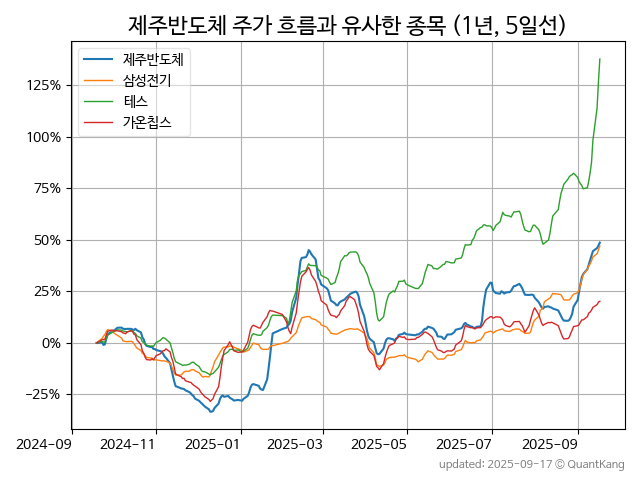 제주반도체 주가 흐름과 유사한 종목 (1년, 5일선)
제주반도체
삼성전기
테스
가온칩스
125%
100%
75%
50%
25%
0%
−25%
2024-09 2024-11 2025-01 2025-03 2025-05 2025-07 2025-09
updated: 2025-09-17 © QuantKang